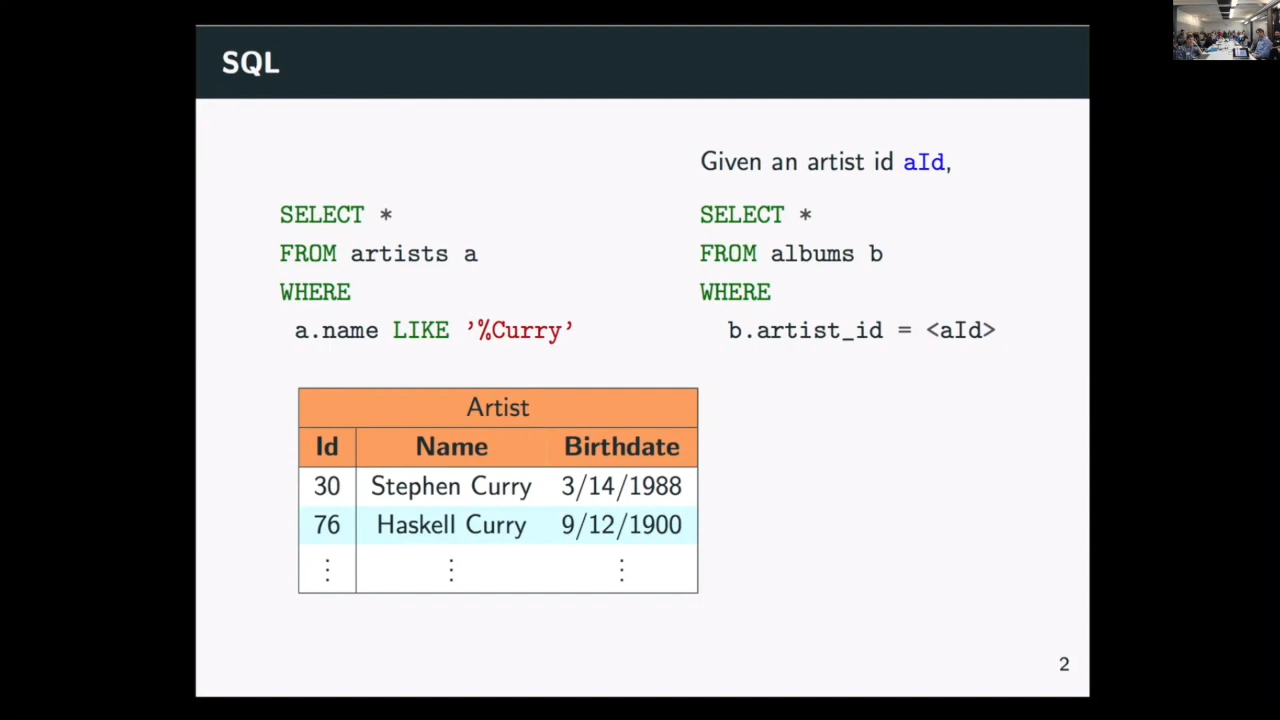 SQL
SELECT *
FROM artists a
WHERE
a.name LIKE '%Curry'
Given an artist id aId,
SELECT *
FROM albums b
WHERE
b.artist_id = <aId>
Artist
Id Name Birthdate
30 Stephen Curry 3/14/1988
76 Haskell Curry 9/12/1900
⋮ ⋮ ⋮
2